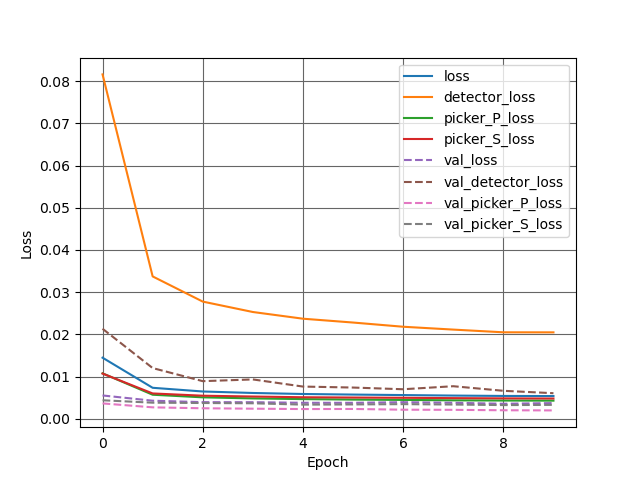 0.08
0.07
0.06
0.05
0.04
0.03
0.02
0.01
0.00
Loss
0 2 4 6 8
Epoch
loss
detector_loss
picker_P_loss
picker_S_loss
val_loss
val_detector_loss
val_picker_P_loss
val_picker_S_loss